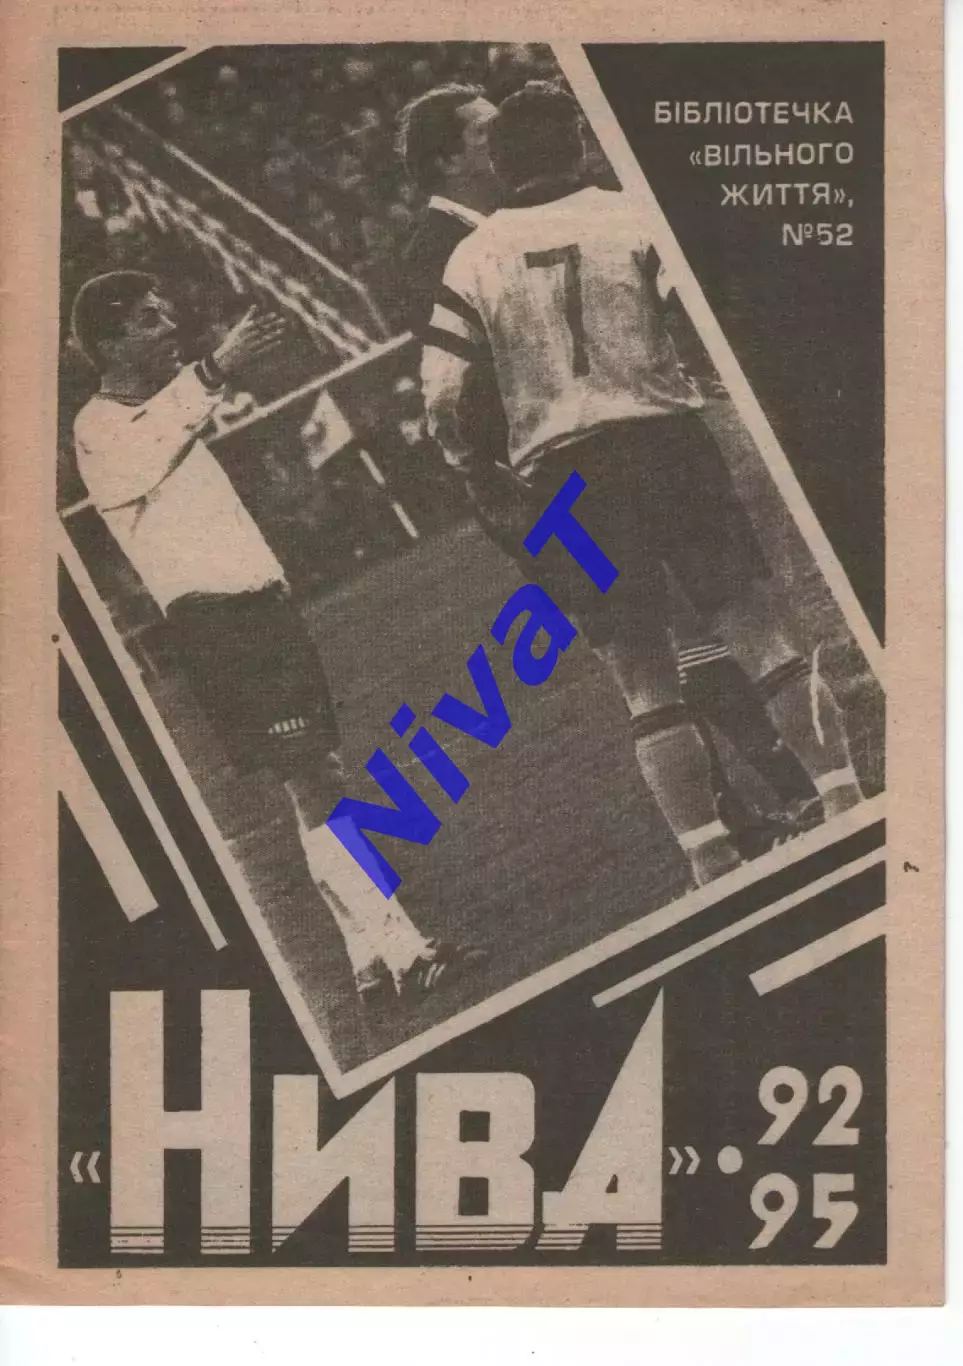 БІБЛІОТЕЧКА
«ВІЛЬНОГО
ЖИТТЯ»,
№52
7
NivaT
«НИВА».92
95